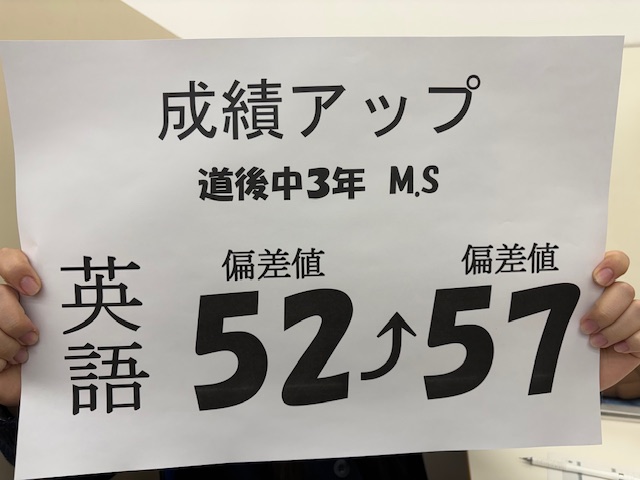 成績アップ
道後中3年 M.S
英語
偏差値 偏差値
52⤴57